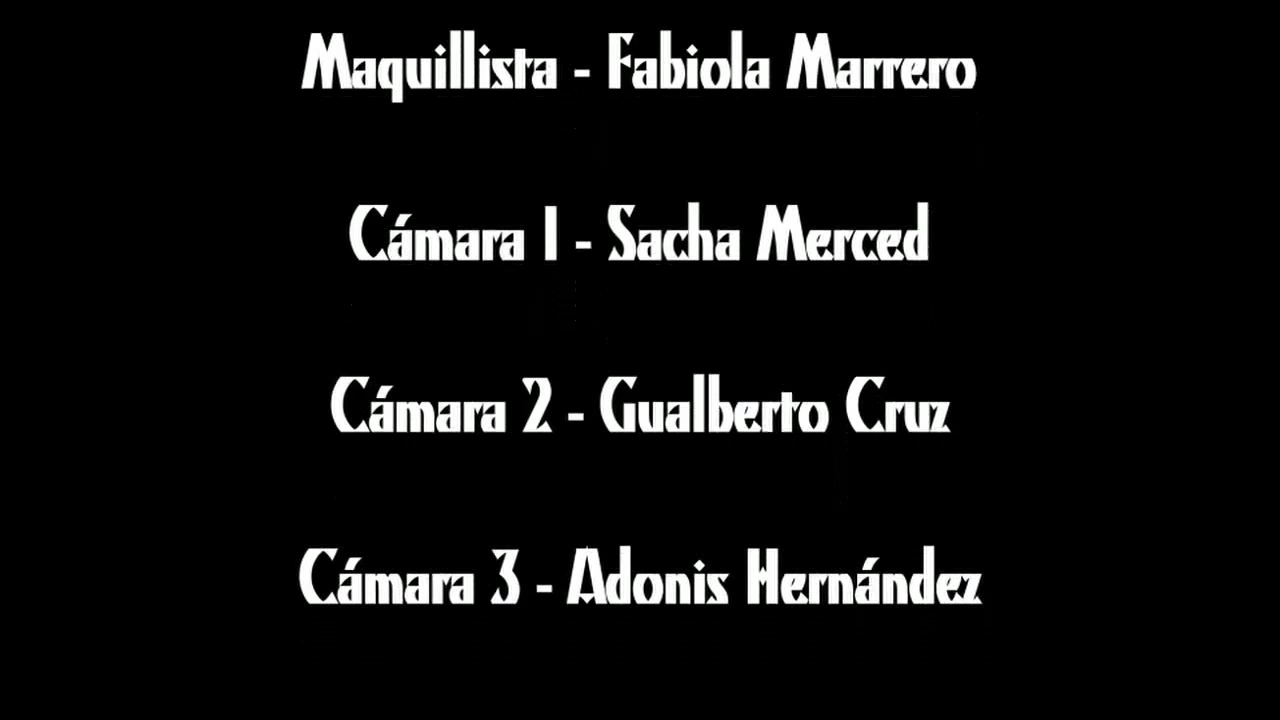 Maquillista - Fabiola Marrero
Cámara 1 - Sacha Merced
Cámara 2 - Gualberto Cruz
Cámara 3 - Adonis Hernández